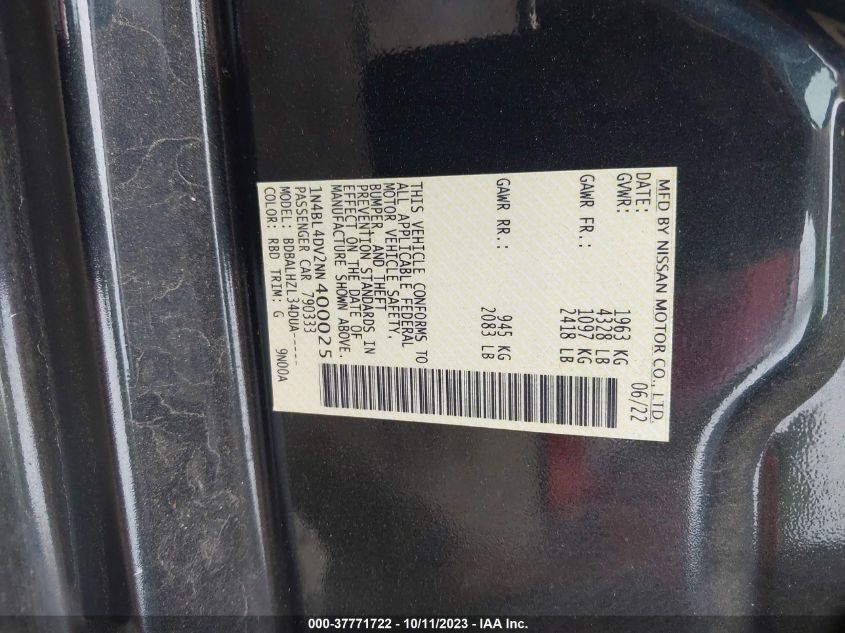 MFD BY NISSAN MOTOR CO., LTD.
DATE: 06/22
GVWR: 1963 KG
4328 LB
GAWR FR.: 1097 KG
2418 LB
GAWR RR.: 945 KG
2083 LB
THIS VEHICLE CONFORMS TO
ALL APPLICABLE FEDERAL
MOTOR VEHICLE SAFETY,
BUMPER, AND THEFT
PREVENTION STANDARDS IN
EFFECT ON THE DATE OF
MANUFACTURE SHOWN ABOVE.
1N4BL4DV2NN400025
PASSENGER CAR 790333
MODEL: BDBALHZL34DUA-----
COLOR: RBD TRIM: G 9N00A
000-37771722 - 10/11/2023 - IAA Inc.